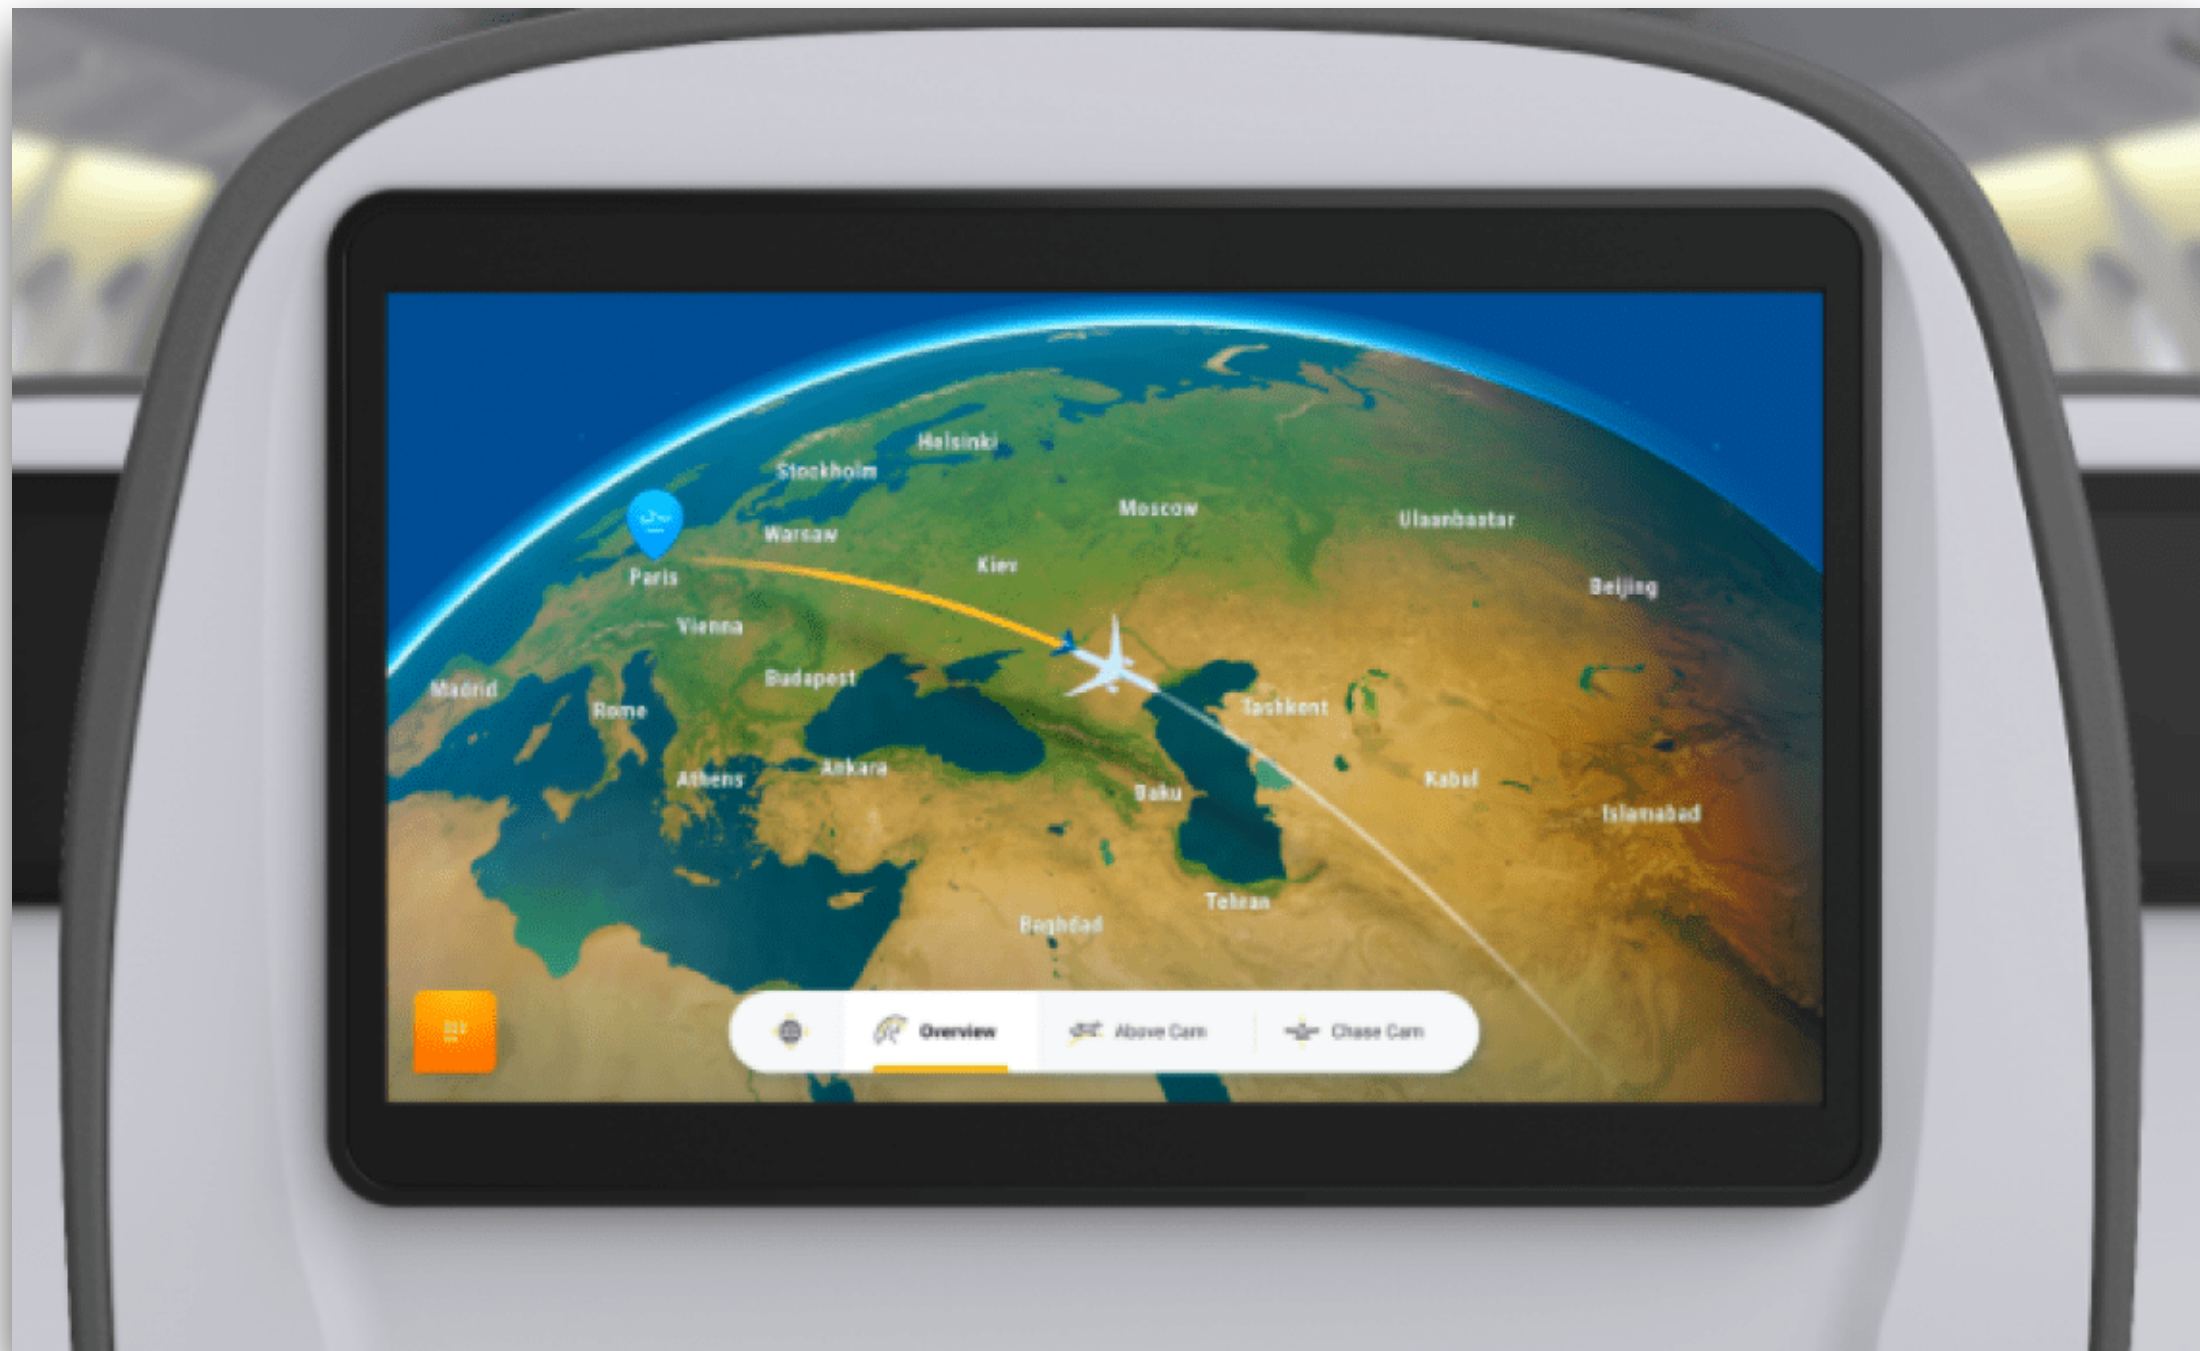 Helsinki
Stockholm
Moscow
Ulaanbaatar
Warsaw
Kiev
Paris
Beijing
Vienna
Budapest
Madrid
Rome
Tashkent
Athens
Ankara
Baku
Kabul
Islamabad
Tehran
Baghdad
Overview
Above Cam
Chase Cam